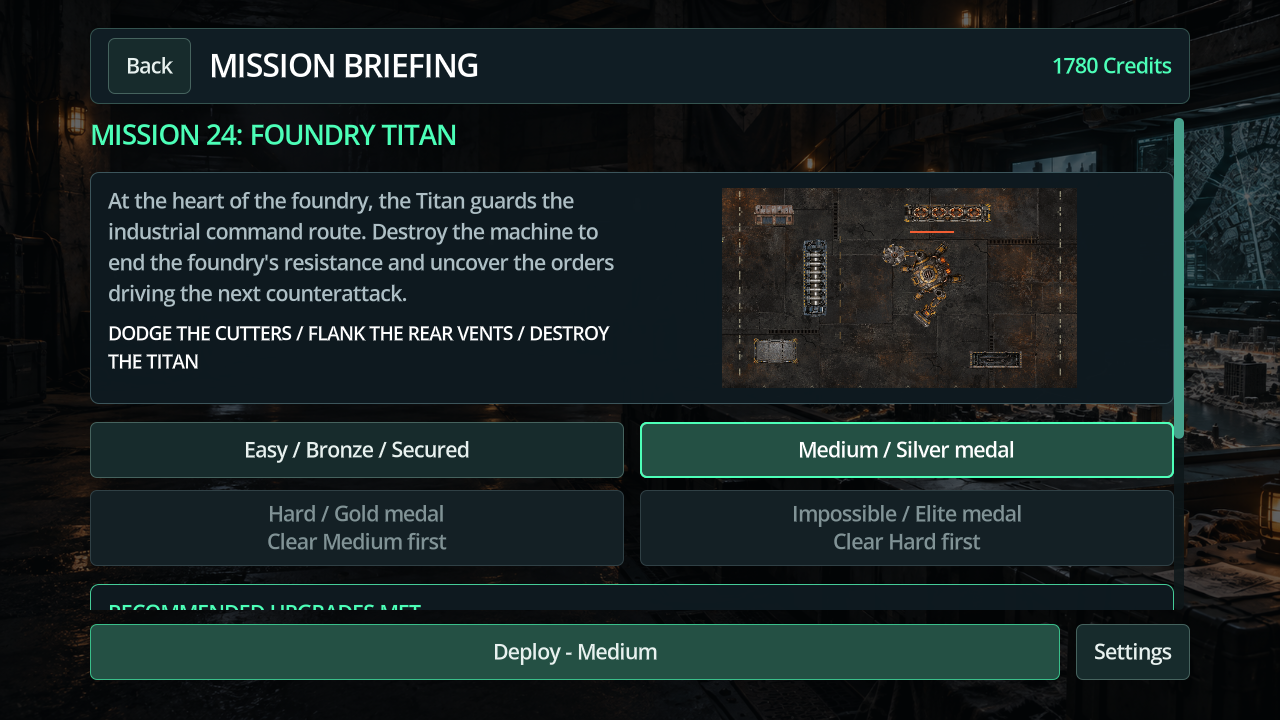 Back
MISSION BRIEFING
1780 Credits
MISSION 24: FOUNDRY TITAN
At the heart of the foundry, the Titan guards the
industrial command route. Destroy the machine to
end the foundry's resistance and uncover the orders
driving the next counterattack.
DODGE THE CUTTERS / FLANK THE REAR VENTS / DESTROY
THE TITAN
Easy / Bronze / Secured
Medium / Silver medal
Hard / Gold medal
Clear Medium first
Impossible / Elite medal
Clear Hard first
RECOMMENDED UPGRADES MET
Deploy - Medium
Settings